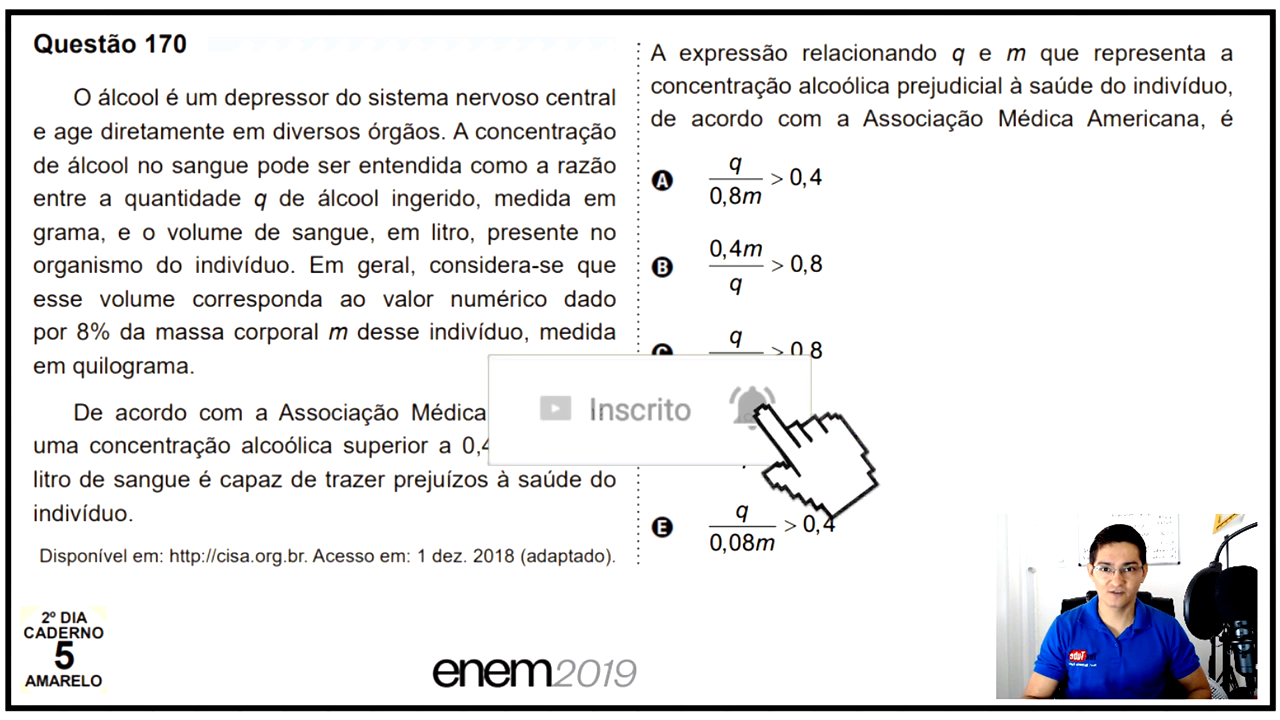 Questão 170
O álcool é um depressor do sistema nervoso central
e age diretamente em diversos órgãos. A concentração
de álcool no sangue pode ser entendida como a razão
entre a quantidade q de álcool ingerido, medida em
grama, e o volume de sangue, em litro, presente no
organismo do indivíduo. Em geral, considera-se que
esse volume corresponda ao valor numérico dado
por 8% da massa corporal m desse indivíduo, medida
em quilograma.
De acordo com a Associação Médica
uma concentração alcoólica superior a 0,4
litro de sangue é capaz de trazer prejuízos à saúde do
indivíduo.
Disponível em: http://cisa.org.br. Acesso em: 1 dez. 2018 (adaptado).
A expressão relacionando q e m que representa a
concentração alcoólica prejudicial à saúde do indivíduo,
de acordo com a Associação Médica Americana, é
A q/0,8m > 0,4
B 0,4m/q > 0,8
C q > 0,8
Inscrito
E q/0,08m > 0,4
2º DIA
CADERNO
5
AMARELO
enem2019